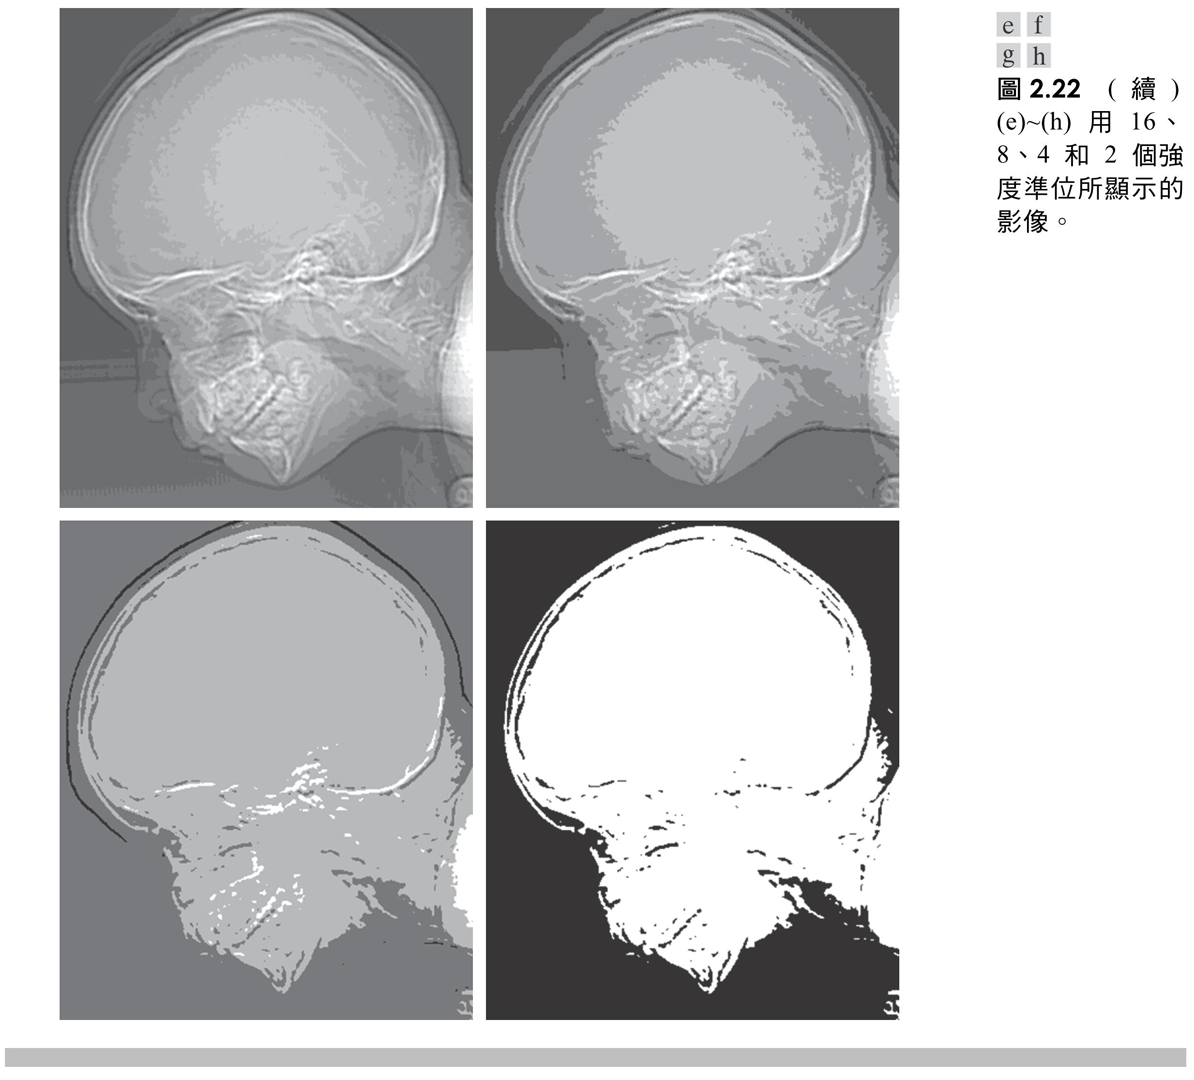 e f
g h
圖 2.22 (續)
(e)~(h) 用 16、
8、4 和 2 個強
度準位所顯示的
影像。